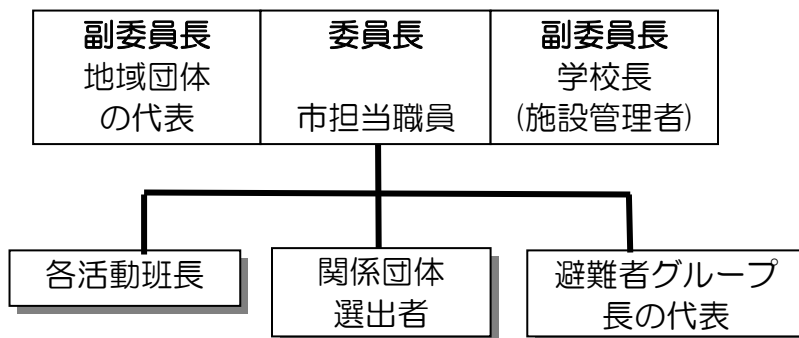 副委員長
地域団体
の代表
委員長
市担当職員
副委員長
学校長
(施設管理者)
各活動班長
関係団体
選出者
避難者グループ
長の代表